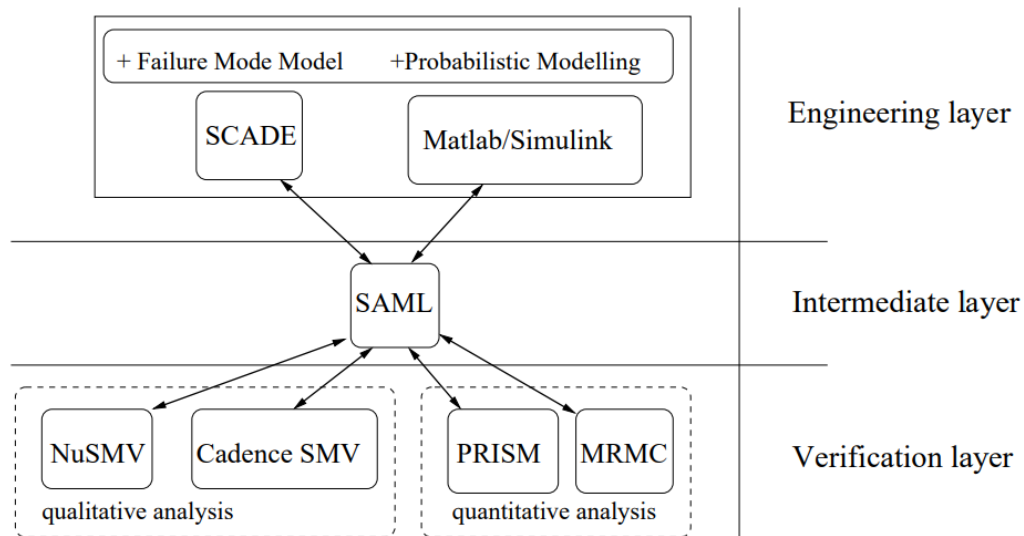 + Failure Mode Model +Probabilistic Modelling
SCADE
Matlab/Simulink
Engineering layer
SAML
Intermediate layer
NuSMV
Cadence SMV
PRISM
MRMC
Verification layer
qualitative analysis
quantitative analysis